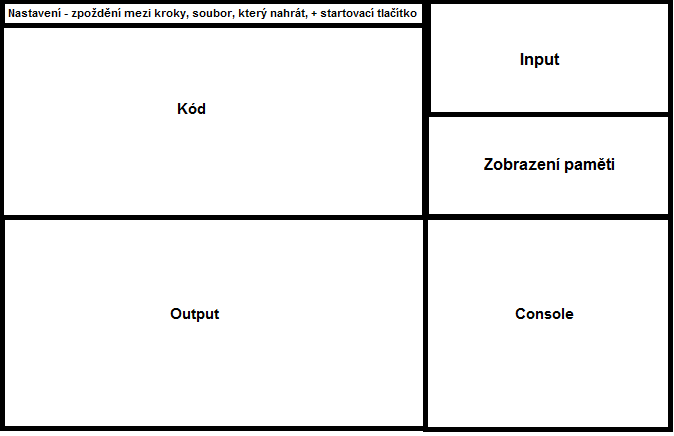 Nastavení - zpoždění mezi kroky, soubor, který nahrát, + startovací tlačítko
Input
Kód
Zobrazení paměti
Output
Console